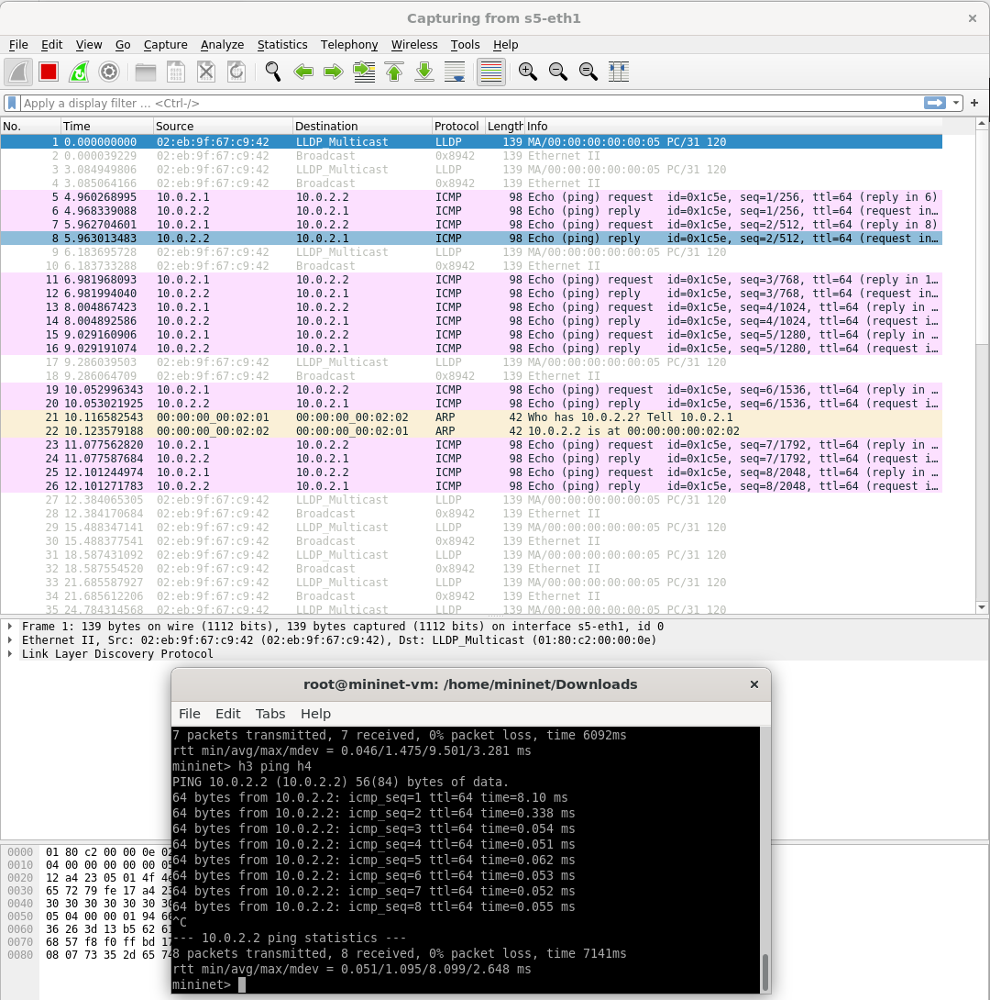 Capturing from s5-eth1
File Edit View Go Capture Analyze Statistics Telephony Wireless Tools Help
Apply a display filter ... <Ctrl-/>
No. Time Source Destination Protocol Length Info
1 0.000000000 02:eb:9f:67:c9:42 LLDP_Multicast LLDP 139 MA/00:00:00:00:00:05 PC/31 120
2 0.000039229 02:eb:9f:67:c9:42 Broadcast 0x8942 139 Ethernet II
3 3.084949806 02:eb:9f:67:c9:42 LLDP_Multicast LLDP 139 MA/00:00:00:00:00:05 PC/31 120
4 3.085064166 02:eb:9f:67:c9:42 Broadcast 0x8942 139 Ethernet II
5 4.960268995 10.0.2.1 10.0.2.2 ICMP 98 Echo (ping) request id=0x1c5e, seq=1/256, ttl=64 (reply in 6)
6 4.968339088 10.0.2.2 10.0.2.1 ICMP 98 Echo (ping) reply id=0x1c5e, seq=1/256, ttl=64 (request in…
7 5.962704601 10.0.2.1 10.0.2.2 ICMP 98 Echo (ping) request id=0x1c5e, seq=2/512, ttl=64 (reply in 8)
8 5.963013483 10.0.2.2 10.0.2.1 ICMP 98 Echo (ping) reply id=0x1c5e, seq=2/512, ttl=64 (request in…
9 6.183695728 02:eb:9f:67:c9:42 LLDP_Multicast LLDP 139 MA/00:00:00:00:00:05 PC/31 120
10 6.183733288 02:eb:9f:67:c9:42 Broadcast 0x8942 139 Ethernet II
11 6.981968093 10.0.2.1 10.0.2.2 ICMP 98 Echo (ping) request id=0x1c5e, seq=3/768, ttl=64 (reply in 1…
12 6.981994040 10.0.2.2 10.0.2.1 ICMP 98 Echo (ping) reply id=0x1c5e, seq=3/768, ttl=64 (request in…
13 8.004867423 10.0.2.1 10.0.2.2 ICMP 98 Echo (ping) request id=0x1c5e, seq=4/1024, ttl=64 (reply in …
14 8.004892586 10.0.2.2 10.0.2.1 ICMP 98 Echo (ping) reply id=0x1c5e, seq=4/1024, ttl=64 (request i…
15 9.029160906 10.0.2.1 10.0.2.2 ICMP 98 Echo (ping) request id=0x1c5e, seq=5/1280, ttl=64 (reply in …
16 9.029191074 10.0.2.2 10.0.2.1 ICMP 98 Echo (ping) reply id=0x1c5e, seq=5/1280, ttl=64 (request i…
17 9.286039503 02:eb:9f:67:c9:42 LLDP_Multicast LLDP 139 MA/00:00:00:00:00:05 PC/31 120
18 9.286064709 02:eb:9f:67:c9:42 Broadcast 0x8942 139 Ethernet II
19 10.052996343 10.0.2.1 10.0.2.2 ICMP 98 Echo (ping) request id=0x1c5e, seq=6/1536, ttl=64 (reply in …
20 10.053021925 10.0.2.2 10.0.2.1 ICMP 98 Echo (ping) reply id=0x1c5e, seq=6/1536, ttl=64 (request i…
21 10.116582543 00:00:00_00:02:01 00:00:00_00:02:02 ARP 42 Who has 10.0.2.2? Tell 10.0.2.1
22 10.123579188 00:00:00_00:02:02 00:00:00_00:02:01 ARP 42 10.0.2.2 is at 00:00:00:00:02:02
23 11.077562820 10.0.2.1 10.0.2.2 ICMP 98 Echo (ping) request id=0x1c5e, seq=7/1792, ttl=64 (reply in …
24 11.077587684 10.0.2.2 10.0.2.1 ICMP 98 Echo (ping) reply id=0x1c5e, seq=7/1792, ttl=64 (request i…
25 12.101244974 10.0.2.1 10.0.2.2 ICMP 98 Echo (ping) request id=0x1c5e, seq=8/2048, ttl=64 (reply in …
26 12.101271783 10.0.2.2 10.0.2.1 ICMP 98 Echo (ping) reply id=0x1c5e, seq=8/2048, ttl=64 (request i…
27 12.384065305 02:eb:9f:67:c9:42 LLDP_Multicast LLDP 139 MA/00:00:00:00:00:05 PC/31 120
28 12.384170684 02:eb:9f:67:c9:42 Broadcast 0x8942 139 Ethernet II
29 15.488347141 02:eb:9f:67:c9:42 LLDP_Multicast LLDP 139 MA/00:00:00:00:00:05 PC/31 120
30 15.488377541 02:eb:9f:67:c9:42 Broadcast 0x8942 139 Ethernet II
31 18.587431092 02:eb:9f:67:c9:42 LLDP_Multicast LLDP 139 MA/00:00:00:00:00:05 PC/31 120
32 18.587554520 02:eb:9f:67:c9:42 Broadcast 0x8942 139 Ethernet II
33 21.685587927 02:eb:9f:67:c9:42 LLDP_Multicast LLDP 139 MA/00:00:00:00:00:05 PC/31 120
34 21.685612206 02:eb:9f:67:c9:42 Broadcast 0x8942 139 Ethernet II
35 24.784314568 02:eb:9f:67:c9:42 LLDP_Multicast LLDP 139 MA/00:00:00:00:00:05 PC/31 120
Frame 1: 139 bytes on wire (1112 bits), 139 bytes captured (1112 bits) on interface s5-eth1, id 0
Ethernet II, Src: 02:eb:9f:67:c9:42 (02:eb:9f:67:c9:42), Dst: LLDP_Multicast (01:80:c2:00:00:0e)
Link Layer Discovery Protocol
root@mininet-vm: /home/mininet/Downloads
File Edit Tabs Help
7 packets transmitted, 7 received, 0% packet loss, time 6092ms
rtt min/avg/max/mdev = 0.046/1.475/9.501/3.281 ms
mininet> h3 ping h4
PING 10.0.2.2 (10.0.2.2) 56(84) bytes of data.
64 bytes from 10.0.2.2: icmp_seq=1 ttl=64 time=8.10 ms
64 bytes from 10.0.2.2: icmp_seq=2 ttl=64 time=0.338 ms
64 bytes from 10.0.2.2: icmp_seq=3 ttl=64 time=0.054 ms
64 bytes from 10.0.2.2: icmp_seq=4 ttl=64 time=0.051 ms
64 bytes from 10.0.2.2: icmp_seq=5 ttl=64 time=0.062 ms
64 bytes from 10.0.2.2: icmp_seq=6 ttl=64 time=0.053 ms
64 bytes from 10.0.2.2: icmp_seq=7 ttl=64 time=0.052 ms
64 bytes from 10.0.2.2: icmp_seq=8 ttl=64 time=0.055 ms
^C
--- 10.0.2.2 ping statistics ---
8 packets transmitted, 8 received, 0% packet loss, time 7141ms
rtt min/avg/max/mdev = 0.051/1.095/8.099/2.648 ms
mininet>
0000 01 80 c2 00 00 0e 02
0010 04 00 00 00 00 00 05
0020 12 a4 23 05 01 4f 4e
0030 65 72 79 fe 17 a4 23
0040 30 30 30 30 30 30 30
0050 05 04 00 00 01 94 66
0060 36 26 3d 13 b5 62 61
0070 68 57 f8 f0 ff bd 17
0080 08 07 73 35 2d 65 74